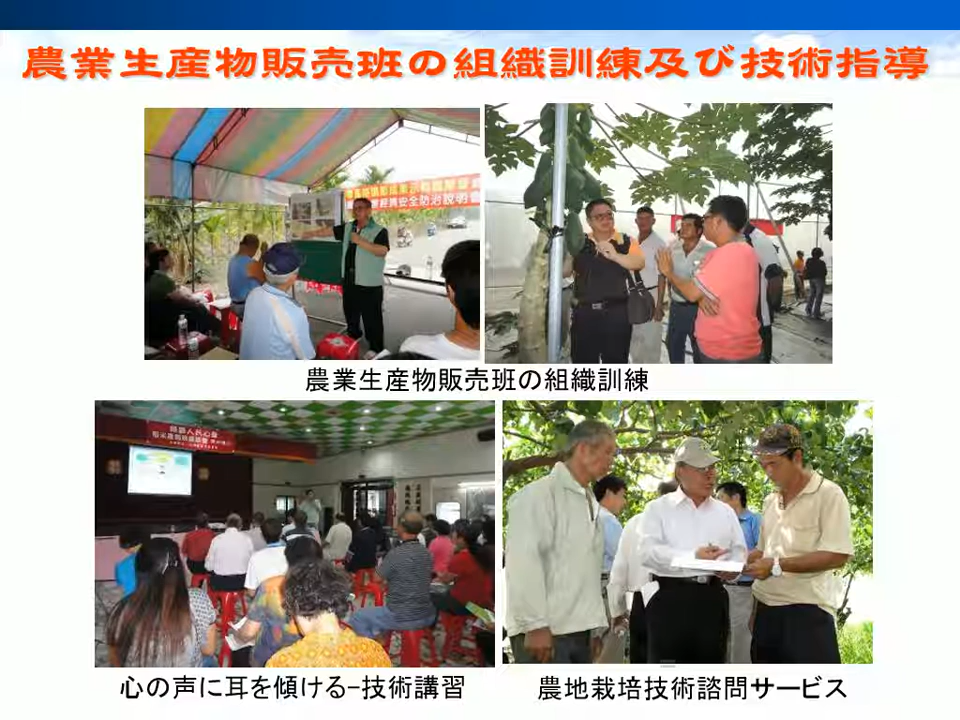 農業生産物販売班の組織訓練及び技術指導
農業生産物販売班の組織訓練
心の声に耳を傾ける-技術講習
農地栽培技術諮問サービス